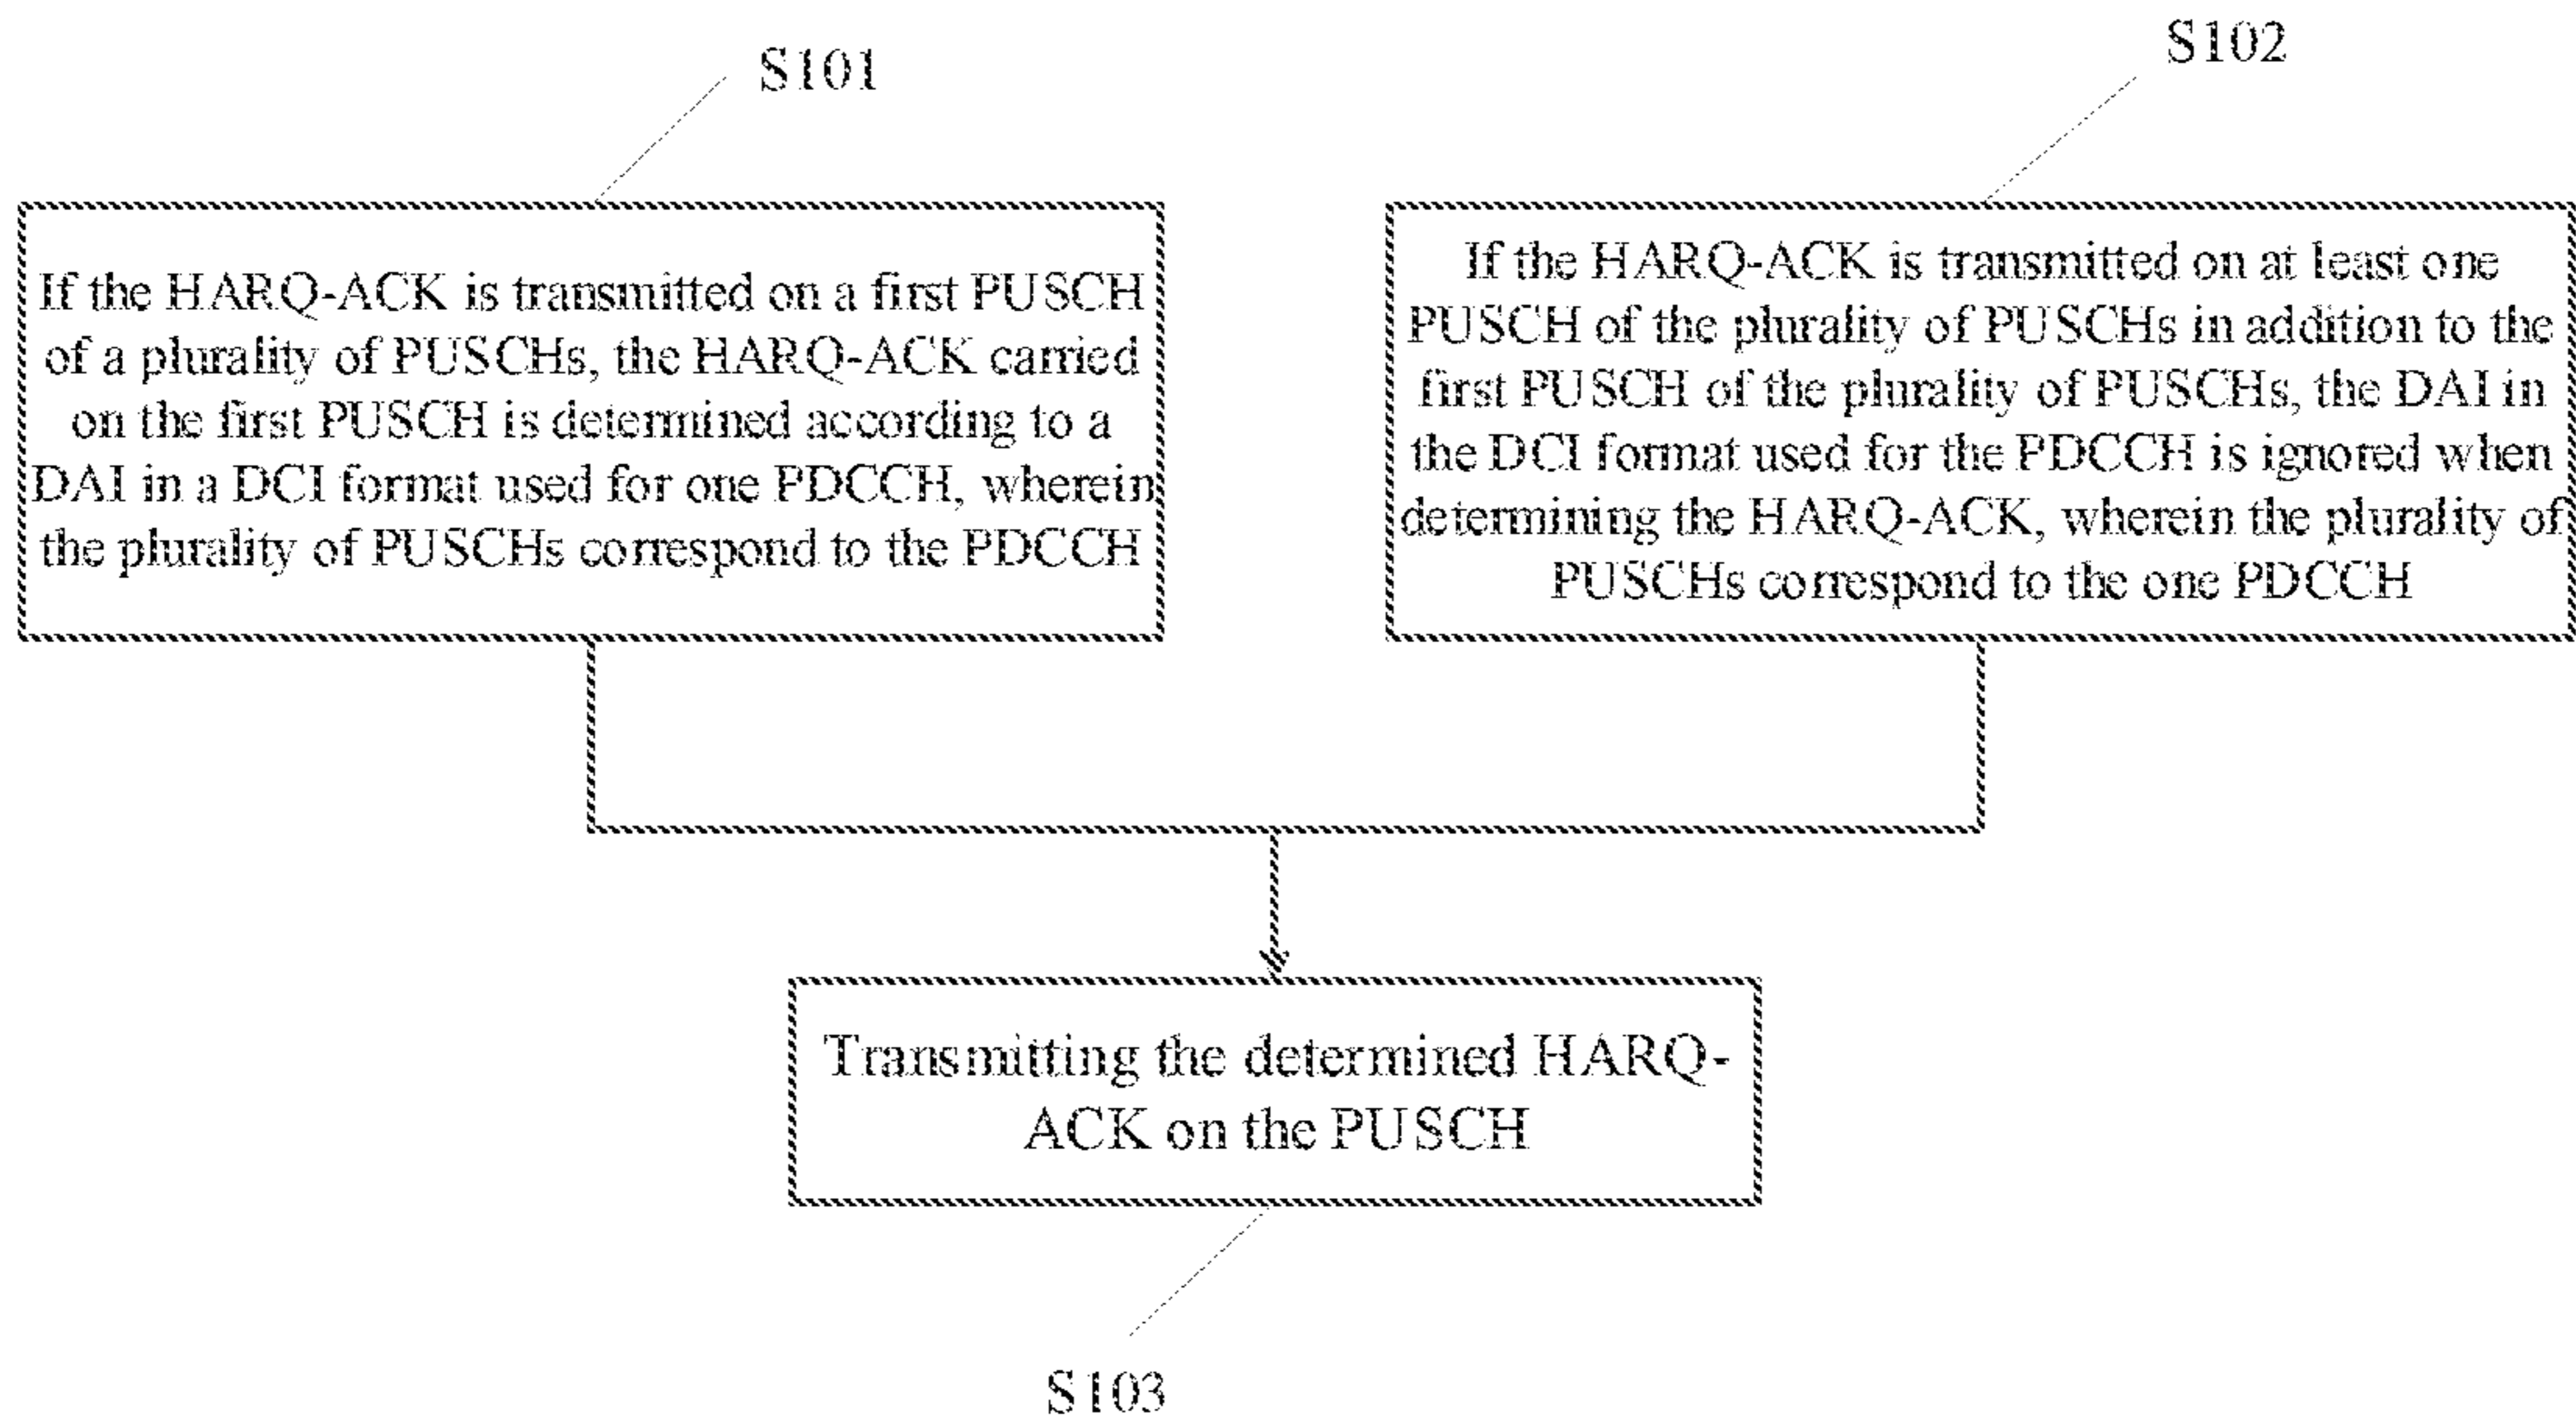 S101
S102
If the HARQ-ACK is transmitted on a first PUSCH
of a plurality of PUSCHs, the HARQ-ACK carried
on the first PUSCH is determined according to a
DAI in a DCI format used for one PDCCH, wherein
the plurality of PUSCHs correspond to the PDCCH
If the HARQ-ACK is transmitted on at least one
PUSCH of the plurality of PUSCHs in addition to the
first PUSCH of the plurality of PUSCHs, the DAI in
the DCI format used for the PDCCH is ignored when
determining the HARQ-ACK, wherein the plurality of
PUSCHs correspond to the one PDCCH
Transmitting the determined HARQ-
ACK on the PUSCH
S103